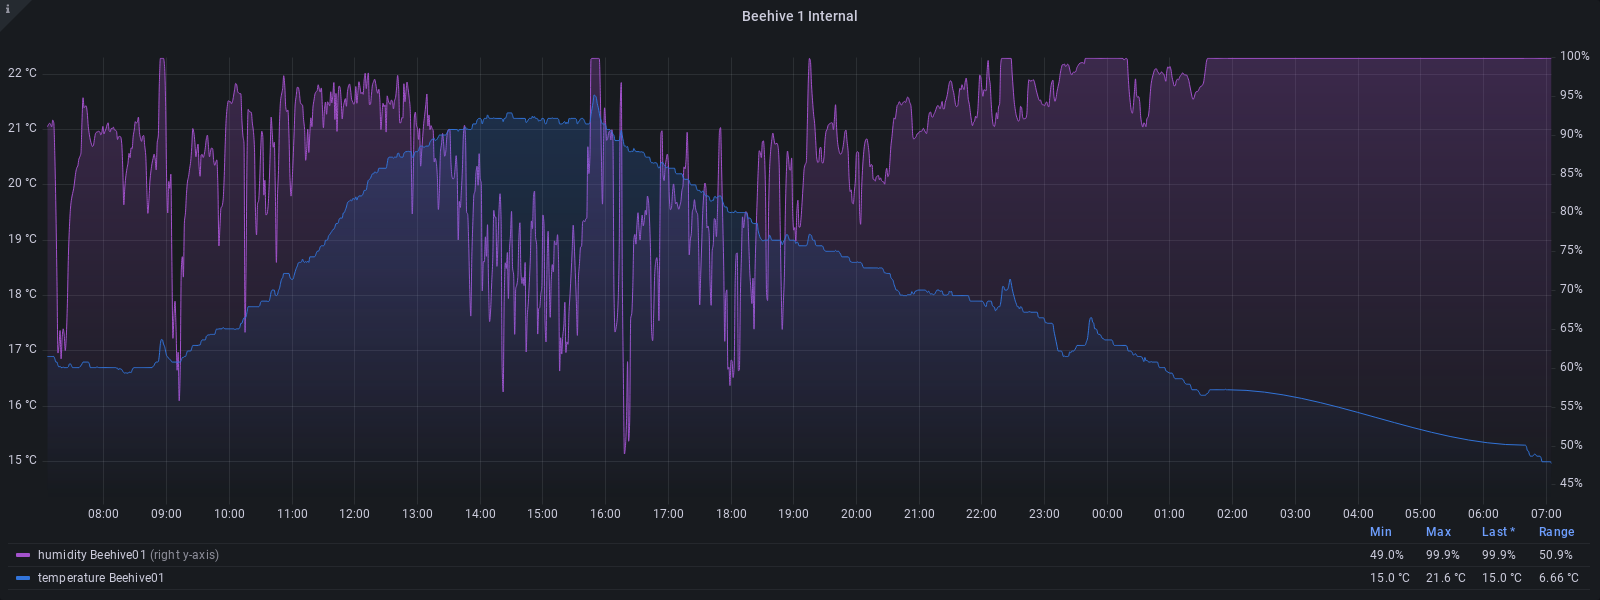 i
Beehive 1 Internal
22 °C
21 °C
20 °C
19 °C
18 °C
17 °C
16 °C
15 °C
100%
95%
90%
85%
80%
75%
70%
65%
60%
55%
50%
45%
08:00 09:00 10:00 11:00 12:00 13:00 14:00 15:00 16:00 17:00 18:00 19:00 20:00 21:00 22:00 23:00 00:00 01:00 02:00 03:00 04:00 05:00 06:00 07:00
Min Max Last * Range
humidity Beehive01 (right y-axis) 49.0% 99.9% 99.9% 50.9%
temperature Beehive01 15.0 °C 21.6 °C 15.0 °C 6.66 °C